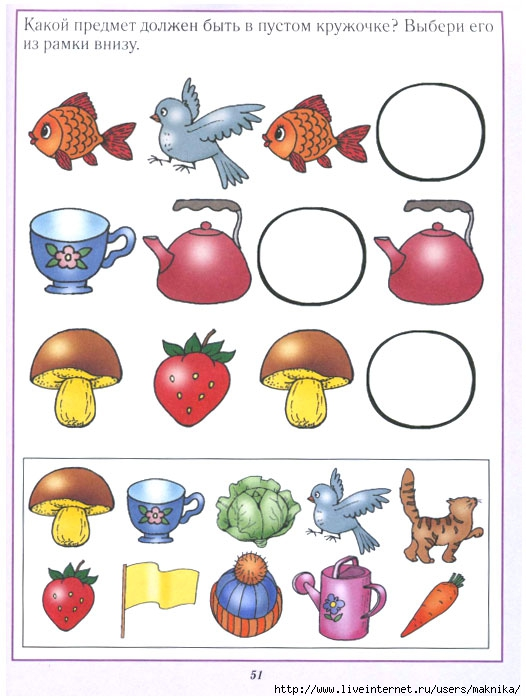 Какой предмет должен быть в пустом кружочке? Выбери его
из рамки внизу.
51
http://www.liveinternet.ru/users/maknika/